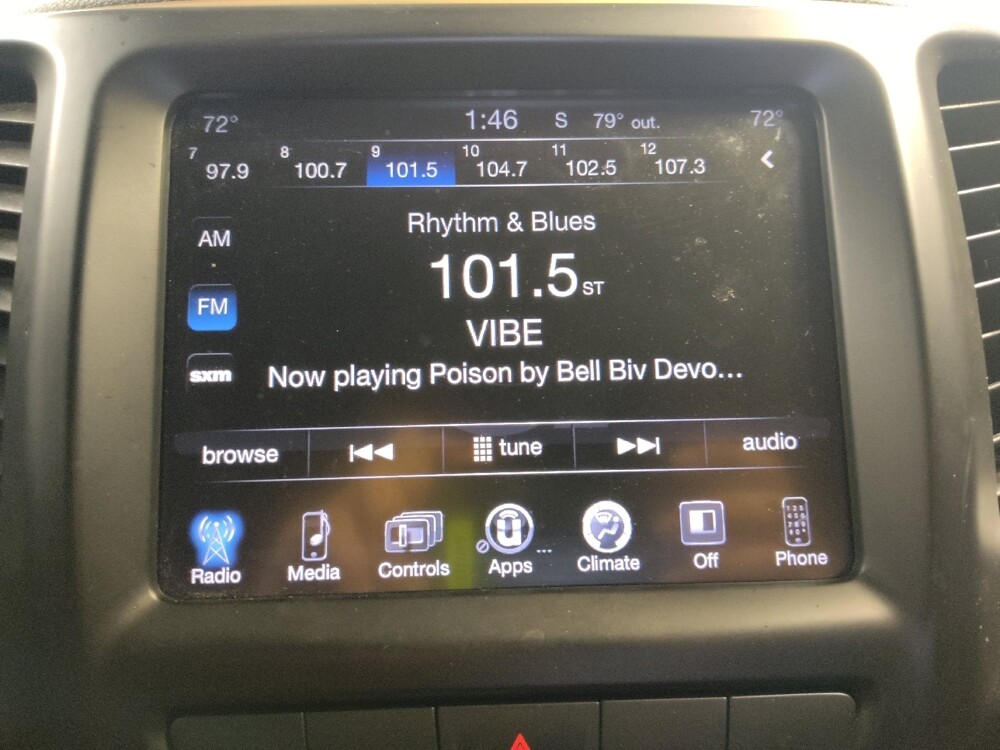 72° 1:46 S 79° out. 72°
7 8 9 10 11 12
97.9 100.7 101.5 104.7 102.5 107.3
Rhythm & Blues
AM
101.5 ST
FM
VIBE
sxm
Now playing Poison by Bell Biv Devo...
browse tune audio
Radio Media Controls Apps ... Climate Off Phone